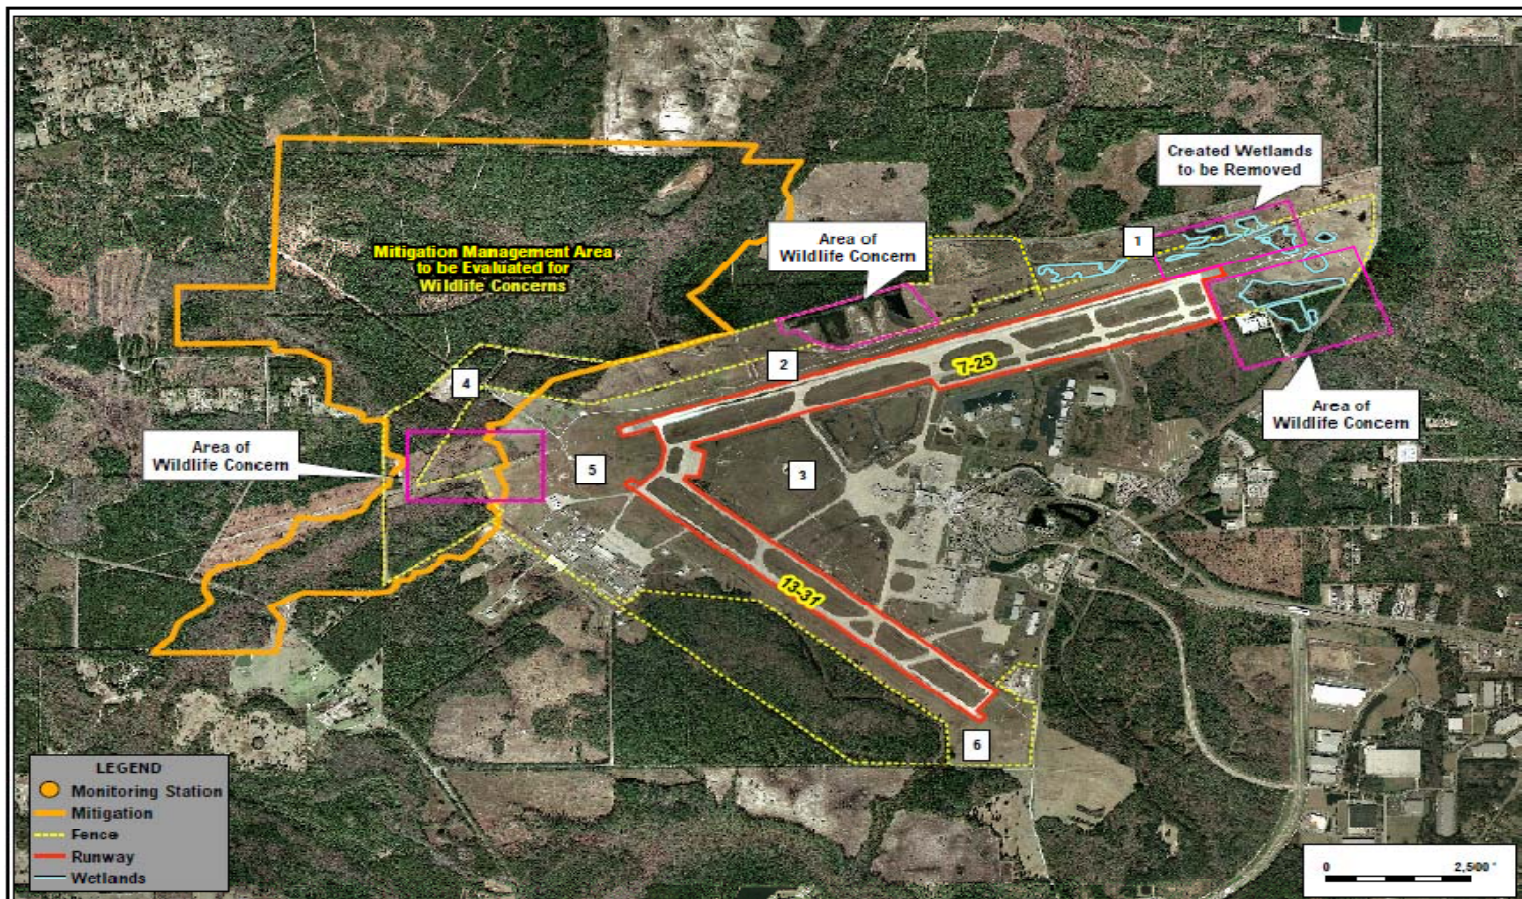 Created Wetlands
to be Removed
1
Area of
Wildlife Concern
Mitigation Management Area
to be Evaluated for
Wildlife Concerns
2
7-25
4
Area of
Wildlife Concern
Area of
Wildlife Concern
5
3
13-31
6
LEGEND
Monitoring Station
Mitigation
Fence
Runway
Wetlands
0 2,500'